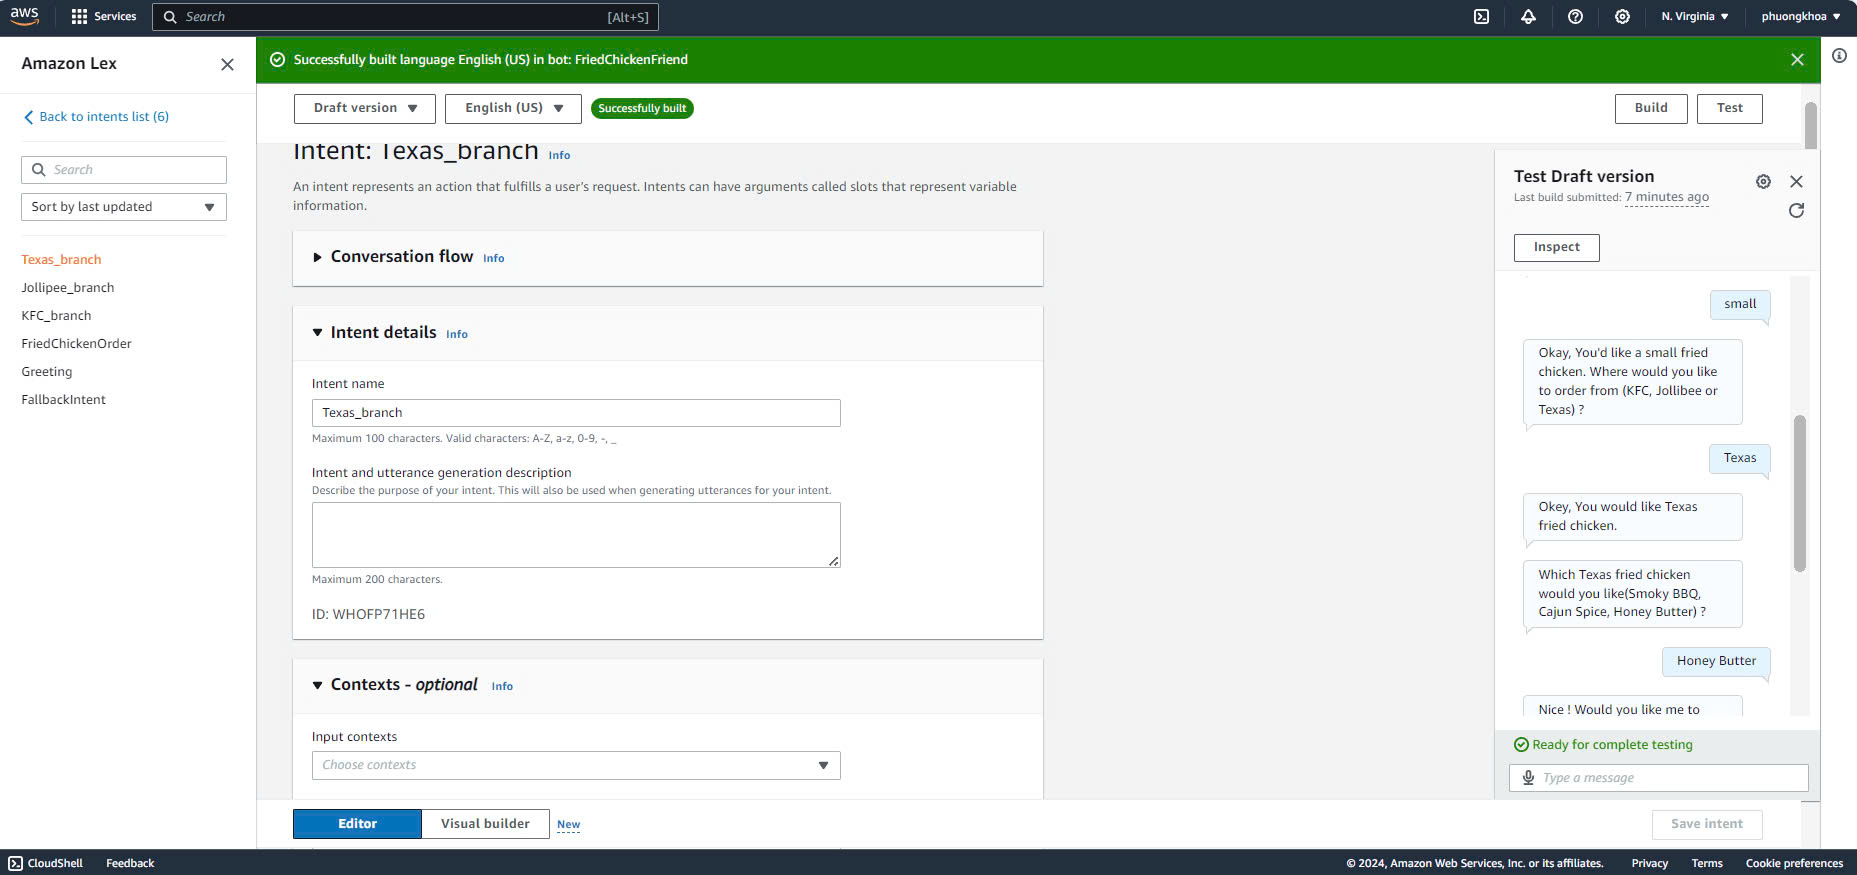 aws
Services
Search
[Alt+S]
N. Virginia
phuongkhoa
Amazon Lex
Successfully built language English (US) in bot: FriedChickenFriend
Back to intents list (6)
Search
Sort by last updated
Texas_branch
Jollipee_branch
KFC_branch
FriedChickenOrder
Greeting
FallbackIntent
Draft version
English (US)
Successfully built
Build
Test
Intent: Texas_branch Info
An intent represents an action that fulfills a user's request. Intents can have arguments called slots that represent variable
information.
Conversation flow Info
Intent details Info
Intent name
Texas_branch
Maximum 100 characters. Valid characters: A-Z, a-z, 0-9, -, _
Intent and utterance generation description
Describe the purpose of your intent. This will also be used when generating utterances for your intent.
Maximum 200 characters.
ID: WHOFP71HE6
Contexts - optional Info
Input contexts
Choose contexts
Editor
Visual builder
New
Save intent
Test Draft version
Last build submitted: 7 minutes ago
Inspect
small
Okay, You'd like a small fried
chicken. Where would you like
to order from (KFC, Jollibee or
Texas) ?
Texas
Okey, You would like Texas
fried chicken.
Which Texas fried chicken
would you like(Smoky BBQ,
Cajun Spice, Honey Butter) ?
Honey Butter
Nice ! Would you like me to
Ready for complete testing
Type a message
CloudShell
Feedback
© 2024, Amazon Web Services, Inc. or its affiliates.
Privacy
Terms
Cookie preferences